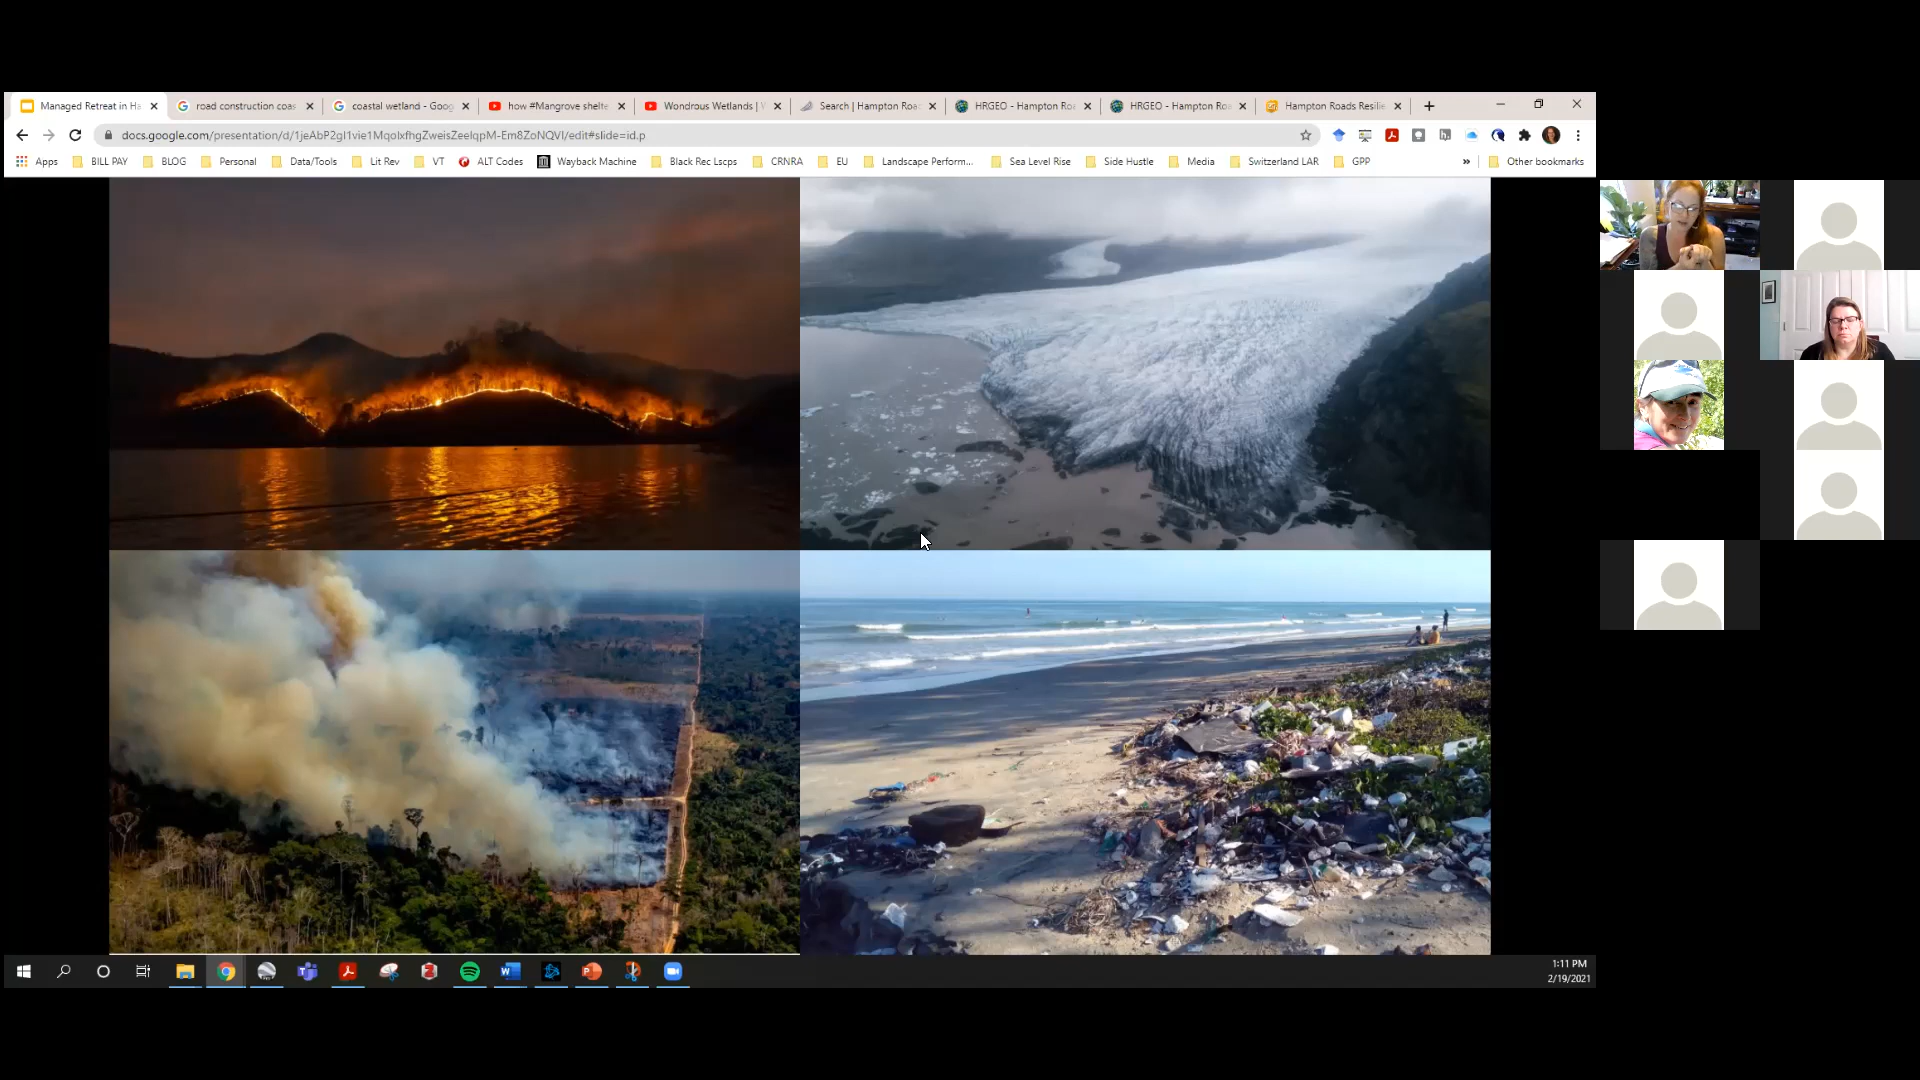 Managed Retreat in Ha
road construction coas
coastal wetland - Goog
how #Mangrove shelte
Wondrous Wetlands | V
Search | Hampton Roa
HRGEO - Hampton Ro
HRGEO - Hampton Ro
Hampton Roads Resilie
docs.google.com/presentation/d/
/edit#slide=id.p
Apps
BILL PAY
BLOG
Personal
Data/Tools
Lit Rev
VT
ALT Codes
Wayback Machine
Black Rec Lscps
CRNRA
EU
Landscape Perform...
Sea Level Rise
Side Hustle
Media
Switzerland LAR
GPP
»
Other bookmarks
1:11 PM
2/19/2021